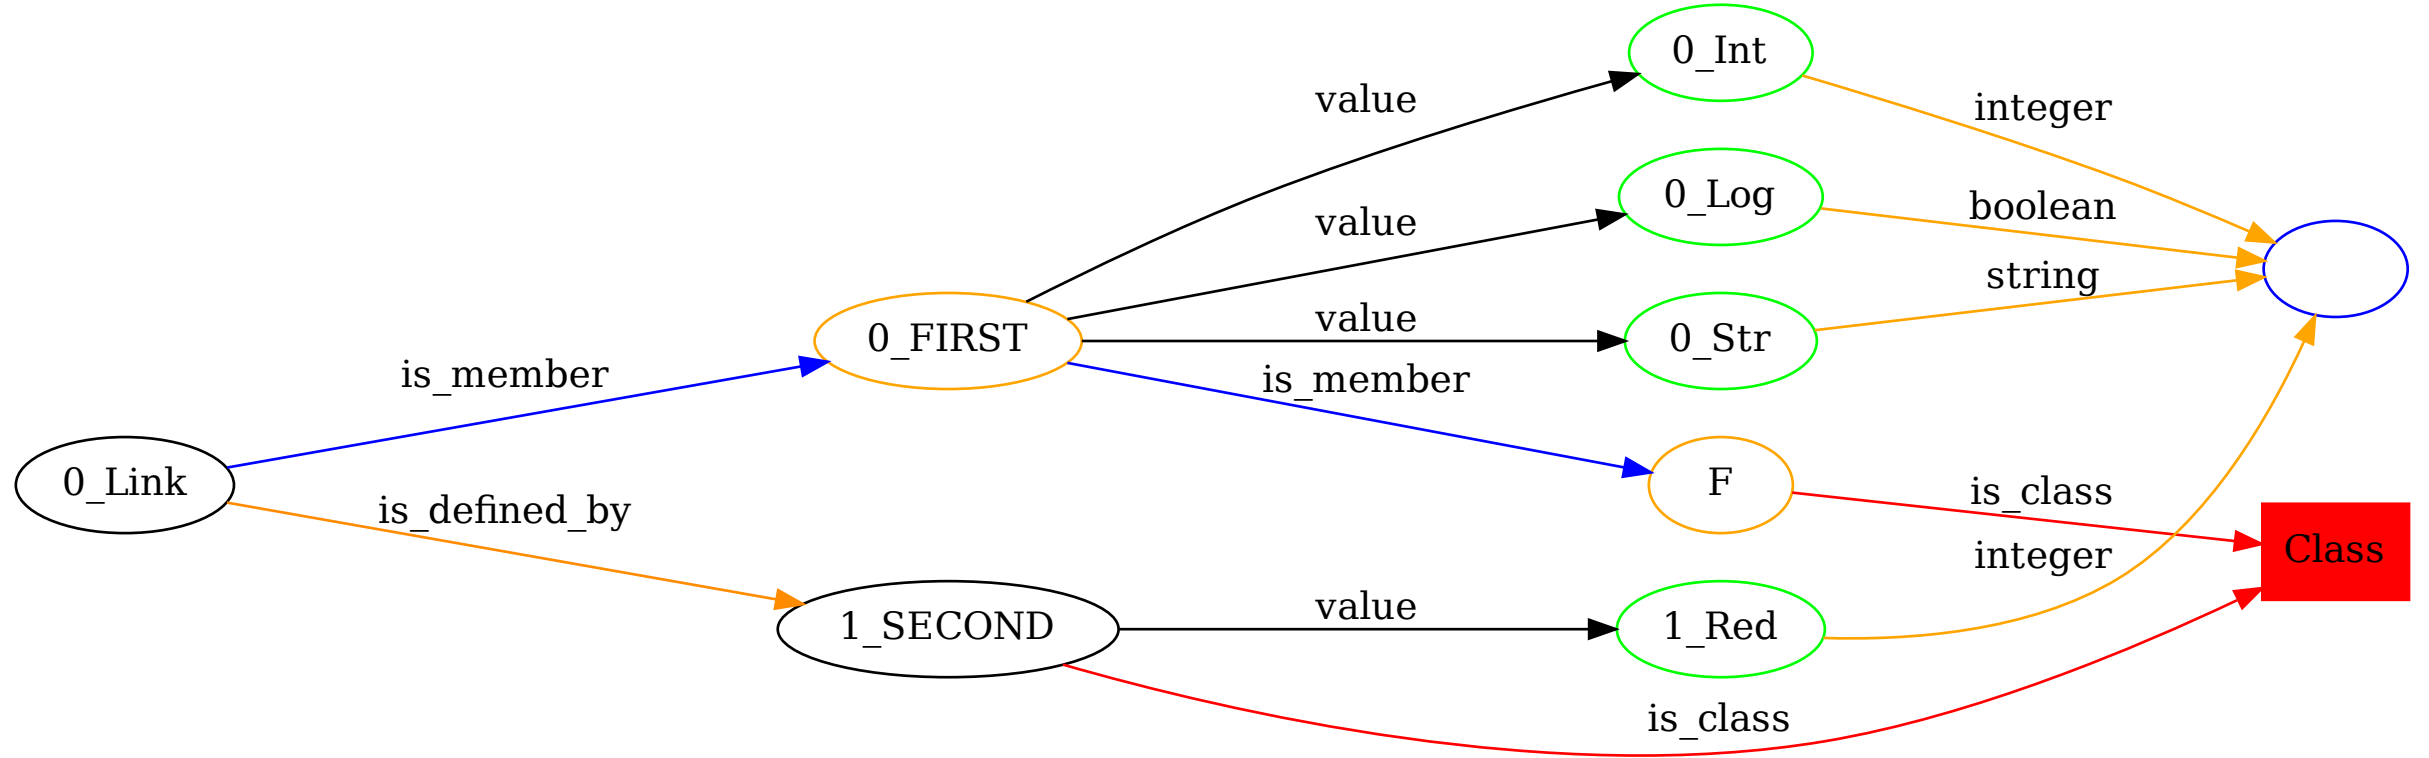 0_Int
value
integer
0_Log
boolean
value
string
value
0_FIRST
0_Str
is_member
is_member
0_Link
F
is_class
is_defined_by
Class
integer
value
1_SECOND
1_Red
is_class